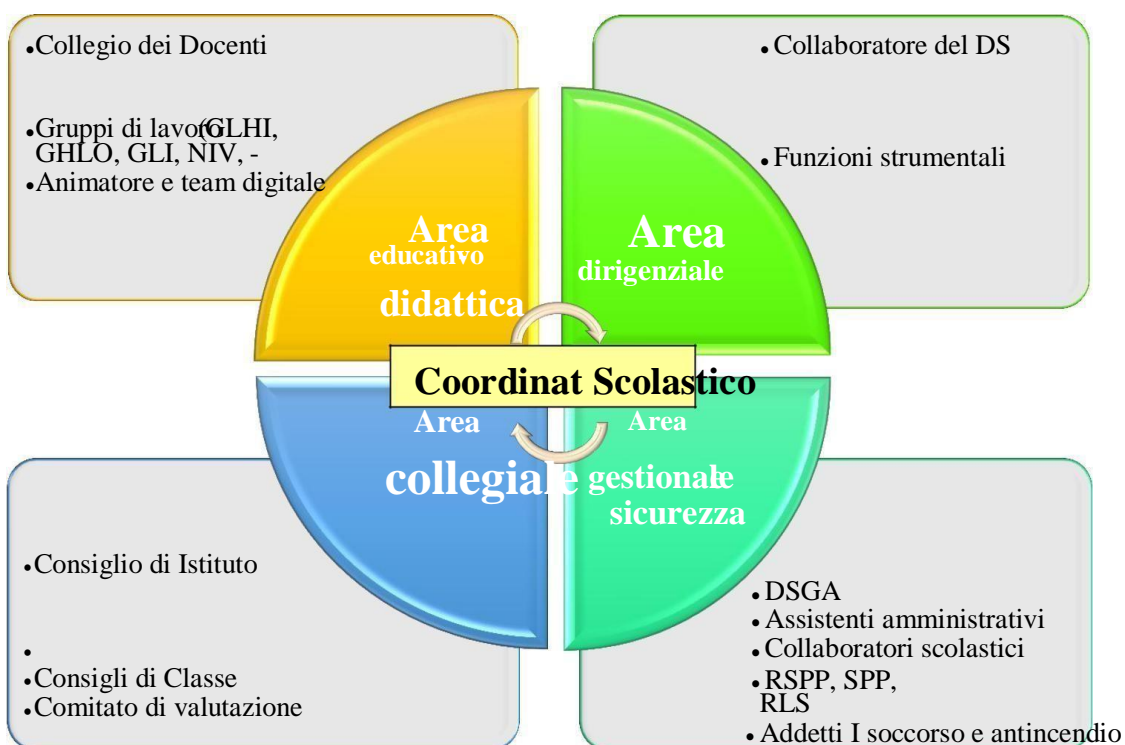 •Collegio dei Docenti
•Gruppi di lavoro (GLHI,
GHLO, GLI, NIV, -
•Animatore e team digitale
• Collaboratore del DS
• Funzioni strumentali
Area
educativo
didattica
Area
dirigenziale
Coordinat Scolastico
Area
collegiale
Area
gestionale e
sicurezza
•Consiglio di Istituto
•
•Consigli di Classe
•Comitato di valutazione
• DSGA
• Assistenti amministrativi
• Collaboratori scolastici
• RSPP, SPP,
RLS
• Addetti I soccorso e antincendio